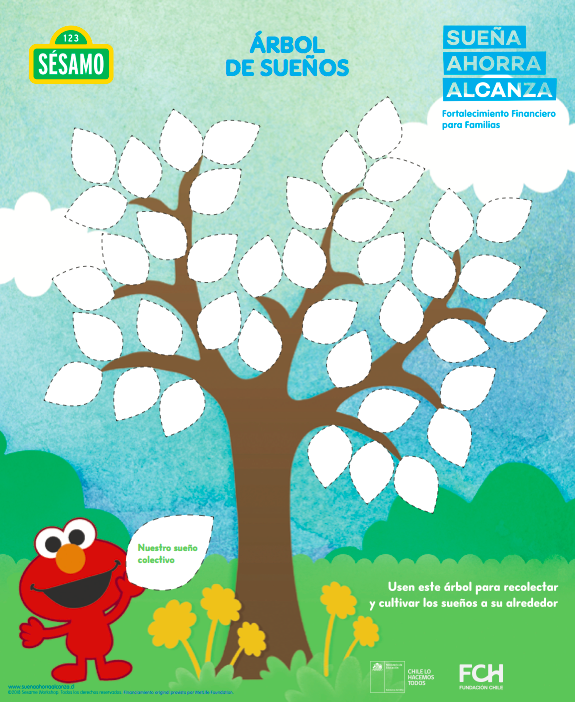 123
SÉSAMO
ÁRBOL
DE SUEÑOS
SUEÑA
AHORRA
ALCANZA
Fortalecimiento Financiero
para Familias
Nuestro sueño
colectivo
Usen este árbol para recolectar
y cultivar los sueños a su alrededor
www.suenaahorraalcanza.cl
©2018 Sesame Workshop. Todos los derechos reservados. Financiamiento original provisto por MetLife Foundation.
CHILE LO
HACEMOS
TODOS
FCH
FUNDACIÓN CHILE